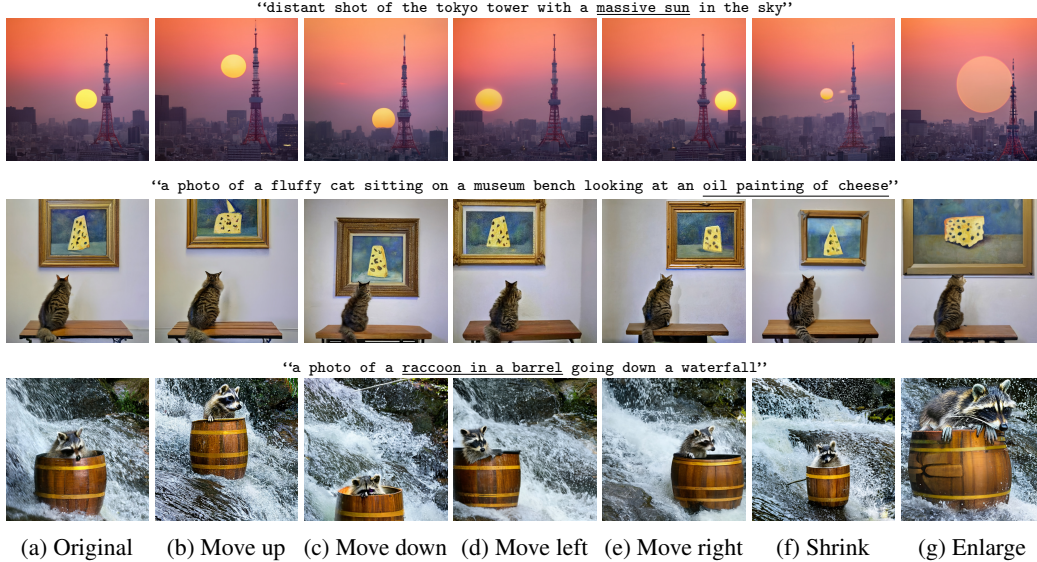 “distant shot of the tokyo tower with a massive sun in the sky”
“a photo of a fluffy cat sitting on a museum bench looking at an oil painting of cheese”
“a photo of a raccoon in a barrel going down a waterfall”
(a) Original (b) Move up (c) Move down (d) Move left (e) Move right (f) Shrink (g) Enlarge